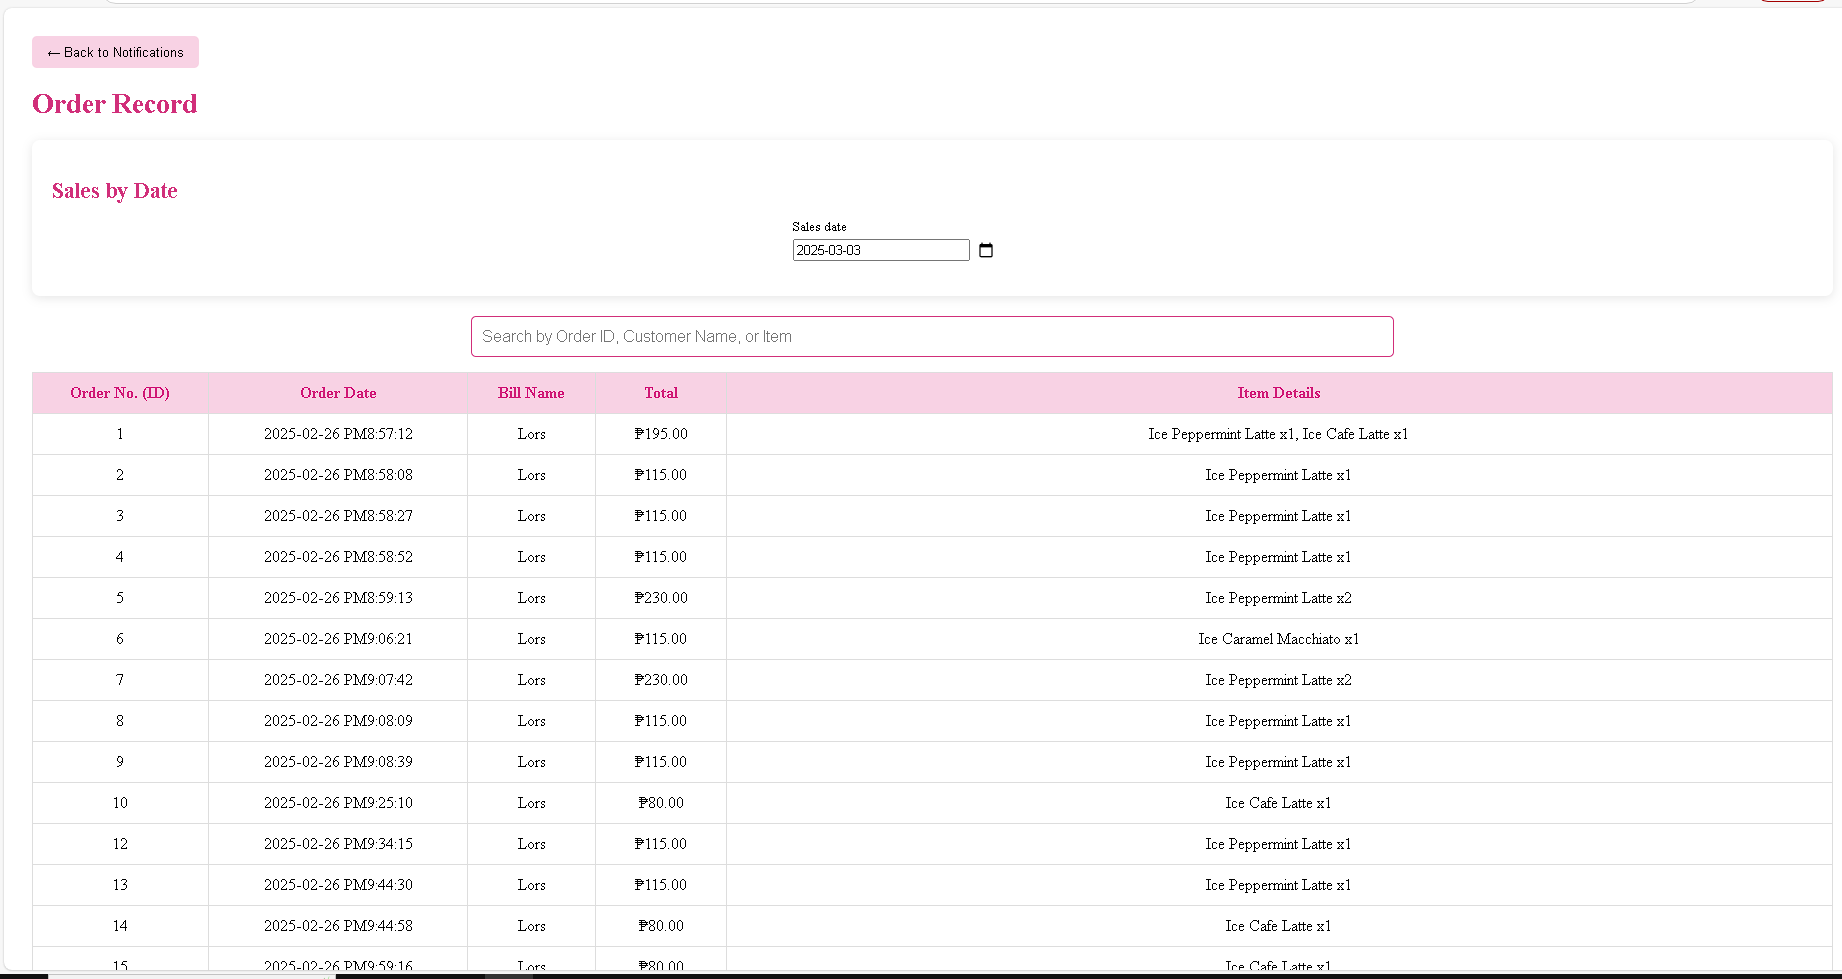 ← Back to Notifications
Order Record
Sales by Date
Sales date
2025-03-03
Search by Order ID, Customer Name, or Item
Order No. (ID) Order Date Bill Name Total Item Details
1 2025-02-26 PM8:57:12 Lors ₱195.00 Ice Peppermint Latte x1, Ice Cafe Latte x1
2 2025-02-26 PM8:58:08 Lors ₱115.00 Ice Peppermint Latte x1
3 2025-02-26 PM8:58:27 Lors ₱115.00 Ice Peppermint Latte x1
4 2025-02-26 PM8:58:52 Lors ₱115.00 Ice Peppermint Latte x1
5 2025-02-26 PM8:59:13 Lors ₱230.00 Ice Peppermint Latte x2
6 2025-02-26 PM9:06:21 Lors ₱115.00 Ice Caramel Macchiato x1
7 2025-02-26 PM9:07:42 Lors ₱230.00 Ice Peppermint Latte x2
8 2025-02-26 PM9:08:09 Lors ₱115.00 Ice Peppermint Latte x1
9 2025-02-26 PM9:08:39 Lors ₱115.00 Ice Peppermint Latte x1
10 2025-02-26 PM9:25:10 Lors ₱80.00 Ice Cafe Latte x1
12 2025-02-26 PM9:34:15 Lors ₱115.00 Ice Peppermint Latte x1
13 2025-02-26 PM9:44:30 Lors ₱115.00 Ice Peppermint Latte x1
14 2025-02-26 PM9:44:58 Lors ₱80.00 Ice Cafe Latte x1
15 2025-02-26 PM9:59:16 Lors ₱80.00 Ice Cafe Latte x1